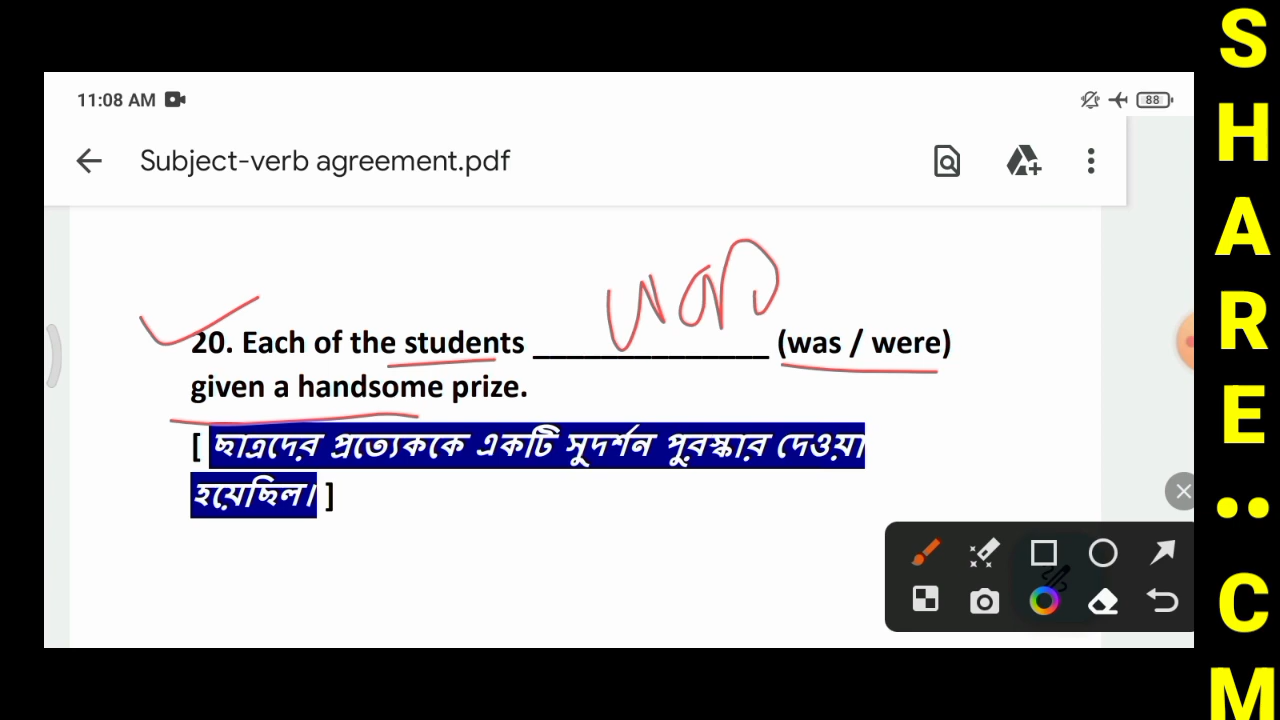 11:08 AM
88
Subject-verb agreement.pdf
was
20. Each of the students ______________ (was / were)
given a handsome prize.
[ ছাত্রদের প্রত্যেককে একটি সুদর্শন পুরস্কার দেওয়া
হয়েছিল। ]
S
H
A
R
E
..
C
M